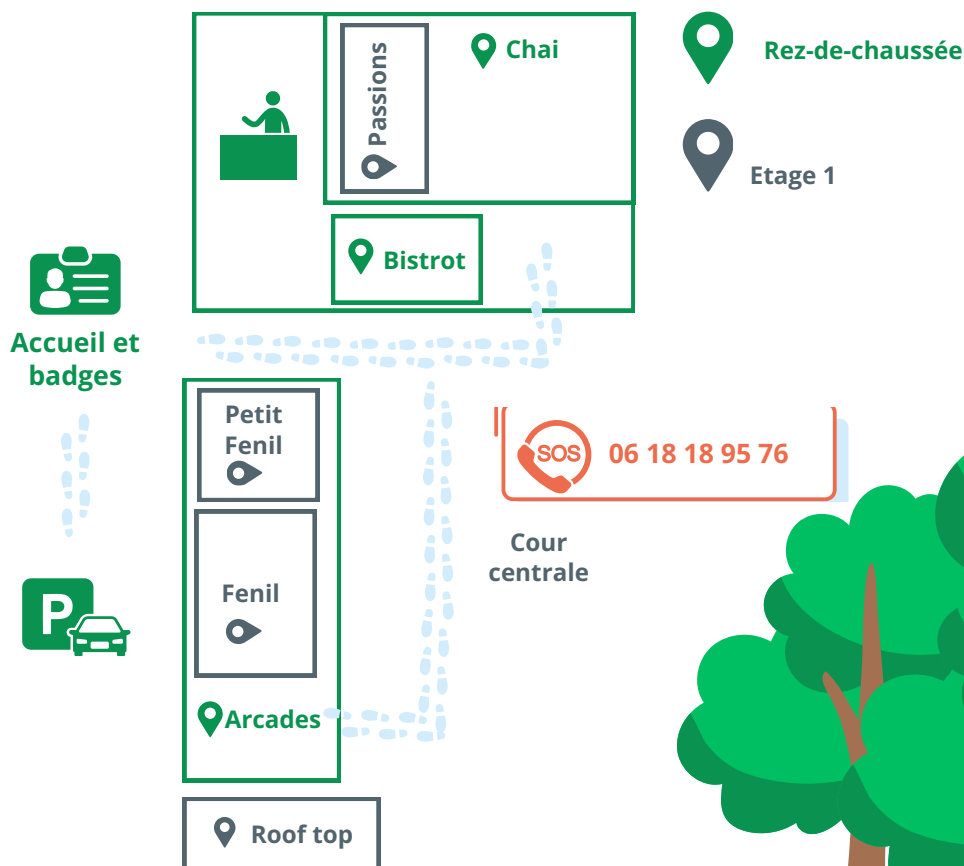 Passions
Chai
Rez-de-chaussée
Etage 1
Bistrot
Accueil et
badges
Petit
Fenil
SOS
06 18 18 95 76
Cour
centrale
Fenil
P
Arcades
Roof top